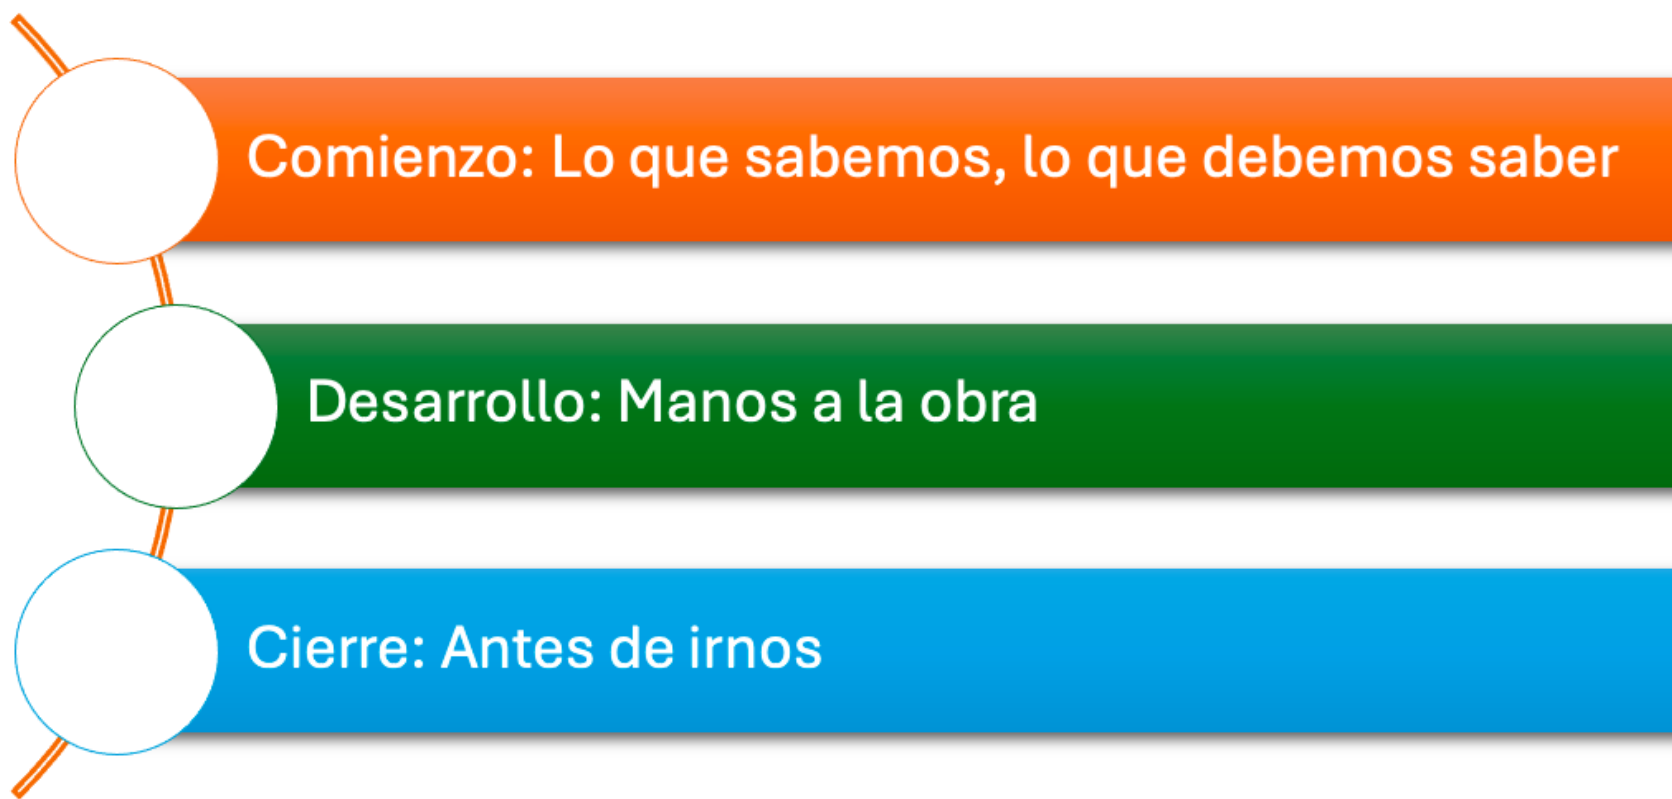 Comienzo: Lo que sabemos, lo que debemos saber
Desarrollo: Manos a la obra
Cierre: Antes de irnos